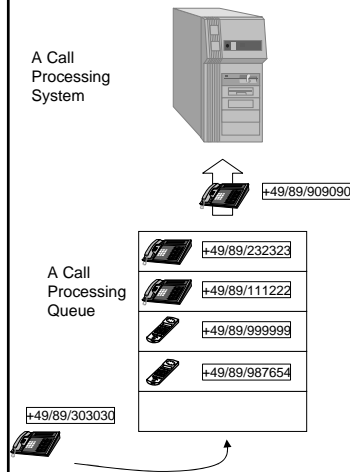 A Call
Processing
System
+49/89/909090
+49/89/232323
A Call
Processing
Queue
+49/89/111222
+49/89/999999
+49/89/987654
+49/89/303030